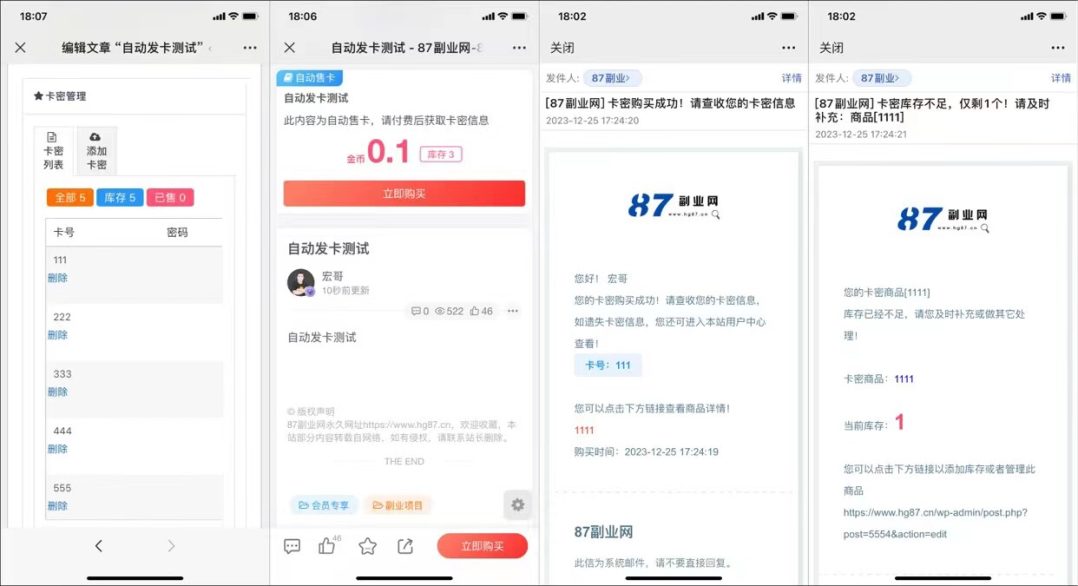 18:07
编辑文章“自动发卡测试”
卡密管理
卡密
列表
添加
卡密
全部 5
库存 5
已售 0
卡号 密码
111
删除
222
删除
333
删除
444
删除
555
删除
18:06
自动发卡测试 - 87副业网-8
自动售卡
自动发卡测试
此内容为自动售卡，请付费后获取卡密信息
金币0.1 库存 3
立即购买
自动发卡测试
宏哥
10秒前更新
0 522 46
自动发卡测试
© 版权声明
87副业网永久网址https://www.hg87.cn，欢迎收藏，本
站部分内容转载自网络，如有侵权，请联系站长删除。
THE END
会员专享
副业项目
46
立即购买
18:02
关闭
发件人： 87副业› 详情
[87副业网] 卡密购买成功！请查收您的卡密信息
2023-12-25 17:24:20
87 副业网
www.hg87.cn
您好！ 宏哥
您的卡密购买成功！请查收您的卡密信息，
如遗失卡密信息，您还可进入本站用户中心
查看！
卡号：111
您可以点击下方链接查看商品详情！
1111
购买时间：2023-12-25 17:24:19
87副业网
此信为系统邮件，请不要直接回复。
18:02
关闭
发件人： 87副业› 详情
[87副业网] 卡密库存不足，仅剩1个！请及时
补充：商品[1111]
2023-12-25 17:24:21
87 副业网
www.hg87.cn
您的卡密商品[1111]
库存已经不足，请您及时补充或做其它处
理！
卡密商品：1111
当前库存：1
您可以点击下方链接以添加库存或者管理此
商品
https://www.hg87.cn/wp-admin/post.php?
post=5554&action=edit